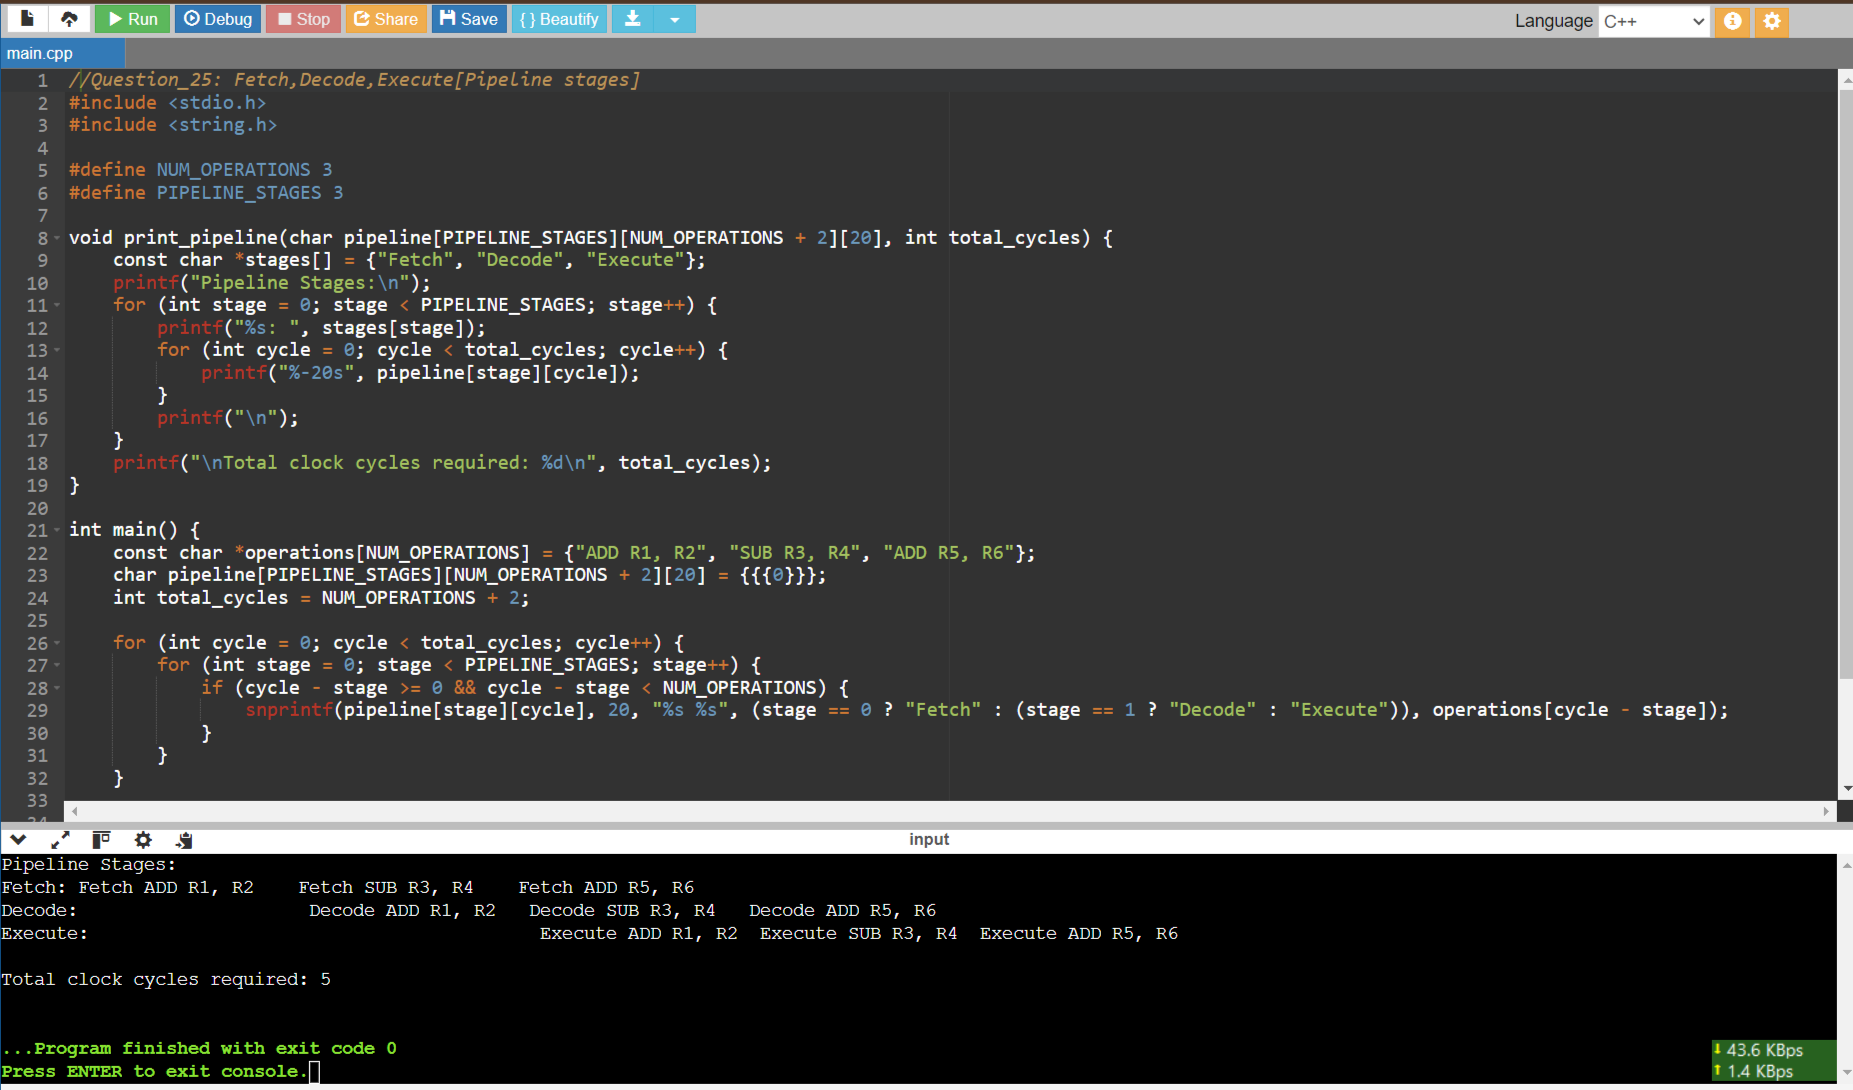 Run Debug Stop Share Save { } Beautify Language C++
main.cpp
1 //Question_25: Fetch,Decode,Execute[Pipeline stages]
2 #include <stdio.h>
3 #include <string.h>
4
5 #define NUM_OPERATIONS 3
6 #define PIPELINE_STAGES 3
7
8 void print_pipeline(char pipeline[PIPELINE_STAGES][NUM_OPERATIONS + 2][20], int total_cycles) {
9     const char *stages[] = {"Fetch", "Decode", "Execute"};
10     printf("Pipeline Stages:\n");
11     for (int stage = 0; stage < PIPELINE_STAGES; stage++) {
12         printf("%s: ", stages[stage]);
13         for (int cycle = 0; cycle < total_cycles; cycle++) {
14             printf("%-20s", pipeline[stage][cycle]);
15         }
16         printf("\n");
17     }
18     printf("\nTotal clock cycles required: %d\n", total_cycles);
19 }
20
21 int main() {
22     const char *operations[NUM_OPERATIONS] = {"ADD R1, R2", "SUB R3, R4", "ADD R5, R6"};
23     char pipeline[PIPELINE_STAGES][NUM_OPERATIONS + 2][20] = {{{0}}};
24     int total_cycles = NUM_OPERATIONS + 2;
25
26     for (int cycle = 0; cycle < total_cycles; cycle++) {
27         for (int stage = 0; stage < PIPELINE_STAGES; stage++) {
28             if (cycle - stage >= 0 && cycle - stage < NUM_OPERATIONS) {
29                 snprintf(pipeline[stage][cycle], 20, "%s %s", (stage == 0 ? "Fetch" : (stage == 1 ? "Decode" : "Execute")), operations[cycle - stage]);
30             }
31         }
32     }
33
34
input
Pipeline Stages:
Fetch: Fetch ADD R1, R2    Fetch SUB R3, R4    Fetch ADD R5, R6
Decode:                     Decode ADD R1, R2   Decode SUB R3, R4   Decode ADD R5, R6
Execute:                                         Execute ADD R1, R2  Execute SUB R3, R4  Execute ADD R5, R6
Total clock cycles required: 5
...Program finished with exit code 0
Press ENTER to exit console.
43.6 KBps
1.4 KBps